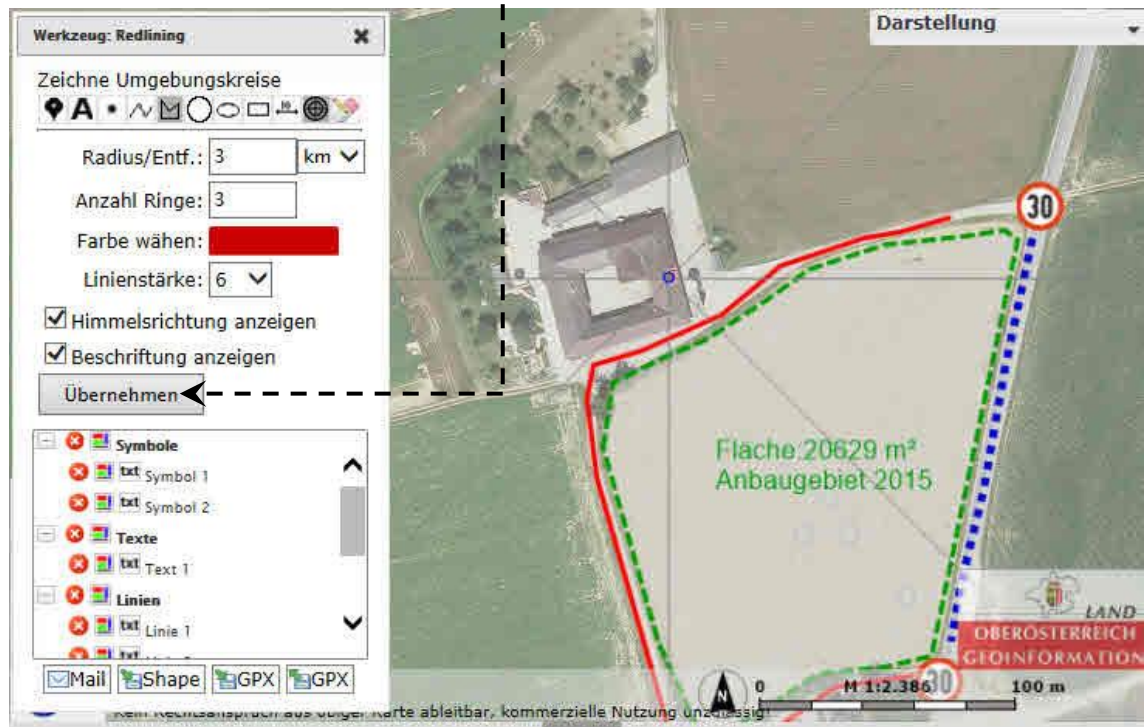 Werkzeug: Redlining
Zeichne Umgebungskreise
A
10
Radius/Entf.: 3 km
Anzahl Ringe: 3
Farbe wähen:
Linienstärke: 6
Himmelsrichtung anzeigen
Beschriftung anzeigen
Übernehmen
Symbole
txt Symbol 1
txt Symbol 2
Texte
txt Text 1
Linien
txt Linie 1
Mail Shape GPX GPX
Darstellung
30
Fläche:20629 m²
Anbaugebiet 2015
LAND
OBERÖSTERREICH
GEOINFORMATION
30
N
0 M 1:2.386 100 m
Kein Rechtsanspruch aus obiger Karte ableitbar, kommerzielle Nutzung unzulässig!